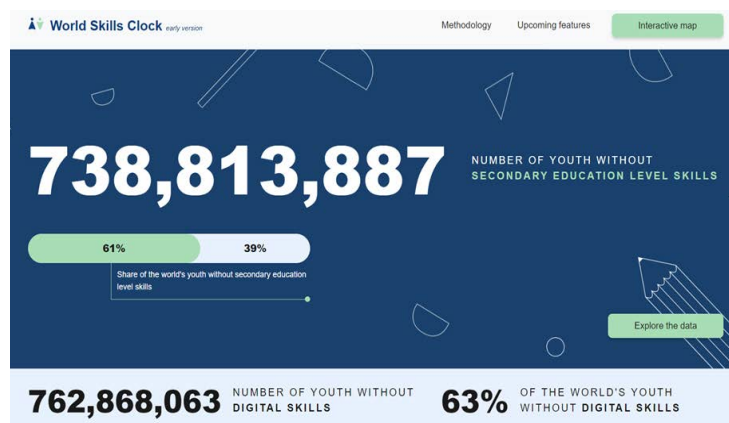 World Skills Clock early version
Methodology
Upcoming features
Interactive map
738,813,887
NUMBER OF YOUTH WITHOUT
SECONDARY EDUCATION LEVEL SKILLS
61%
39%
Share of the world's youth without secondary education
level skills
Explore the data
762,868,063
NUMBER OF YOUTH WITHOUT
DIGITAL SKILLS
63%
OF THE WORLD'S YOUTH
WITHOUT DIGITAL SKILLS